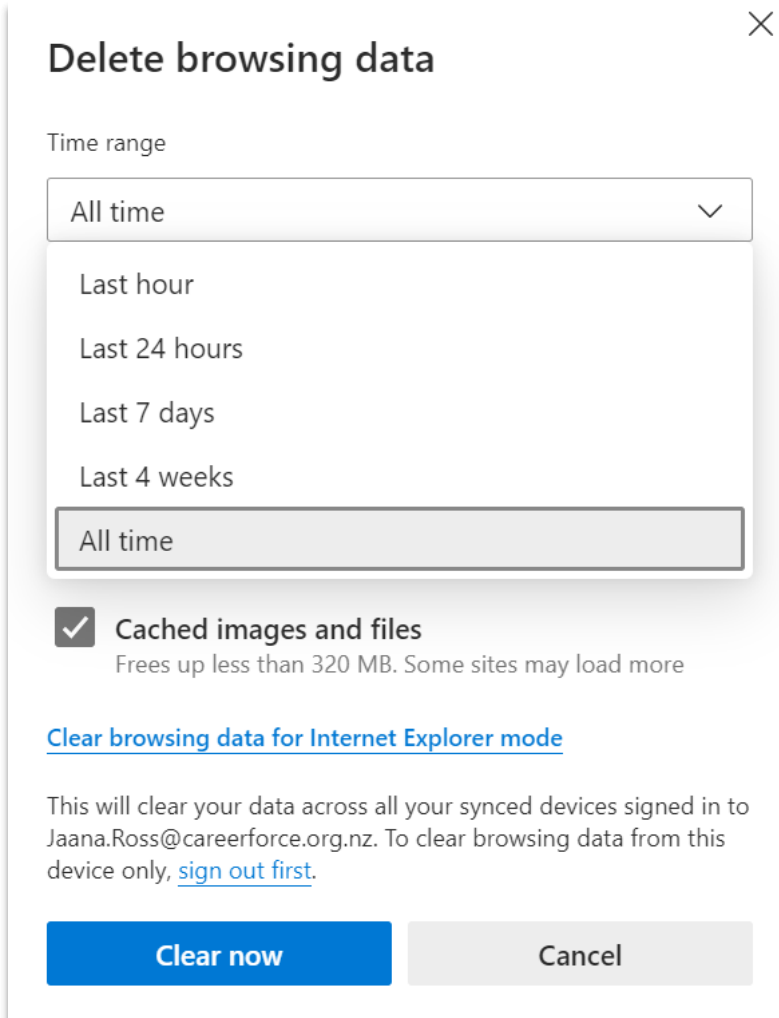 Delete browsing data
Time range
All time
Last hour
Last 24 hours
Last 7 days
Last 4 weeks
All time
Cached images and files
Frees up less than 320 MB. Some sites may load more
Clear browsing data for Internet Explorer mode
This will clear your data across all your synced devices signed in to
Jaana.Ross@careerforce.org.nz. To clear browsing data from this
device only, sign out first.
Clear now
Cancel